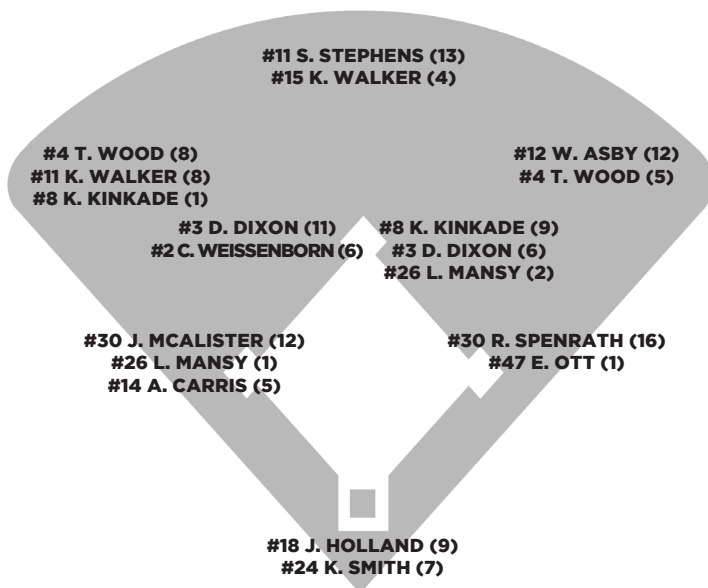 #11 S. STEPHENS (13)
#15 K. WALKER (4)
#4 T. WOOD (8)
#11 K. WALKER (8)
#8 K. KINKADE (1)
#12 W. ASBY (12)
#4 T. WOOD (5)
#3 D. DIXON (11)
#2 C. WEISSENBORN (6)
#8 K. KINKADE (9)
#3 D. DIXON (6)
#26 L. MANSY (2)
#30 J. MCALISTER (12)
#26 L. MANSY (1)
#14 A. CARRIS (5)
#30 R. SPENRATH (16)
#47 E. OTT (1)
#18 J. HOLLAND (9)
#24 K. SMITH (7)